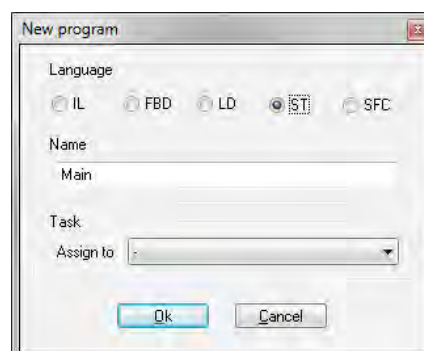 New program
Language
IL FBD LD ST SFC
Name
Main
Task
Assign to -
Ok Cancel